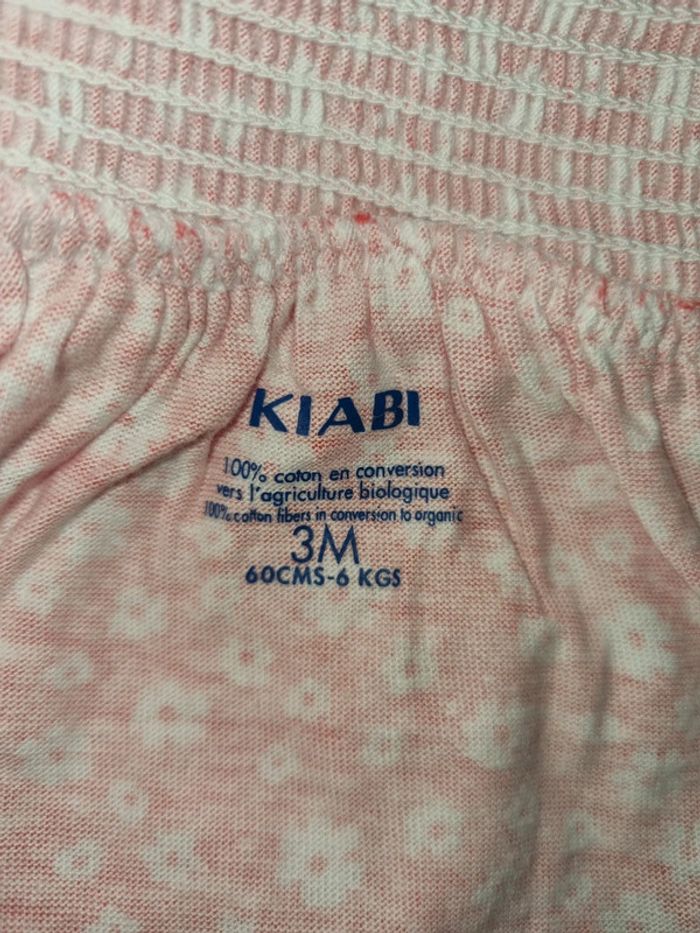 KIABI
100% coton en conversion
vers l'agriculture biologique
100% cotton fibers in conversion to organic
3M
60CMS-6 KGS